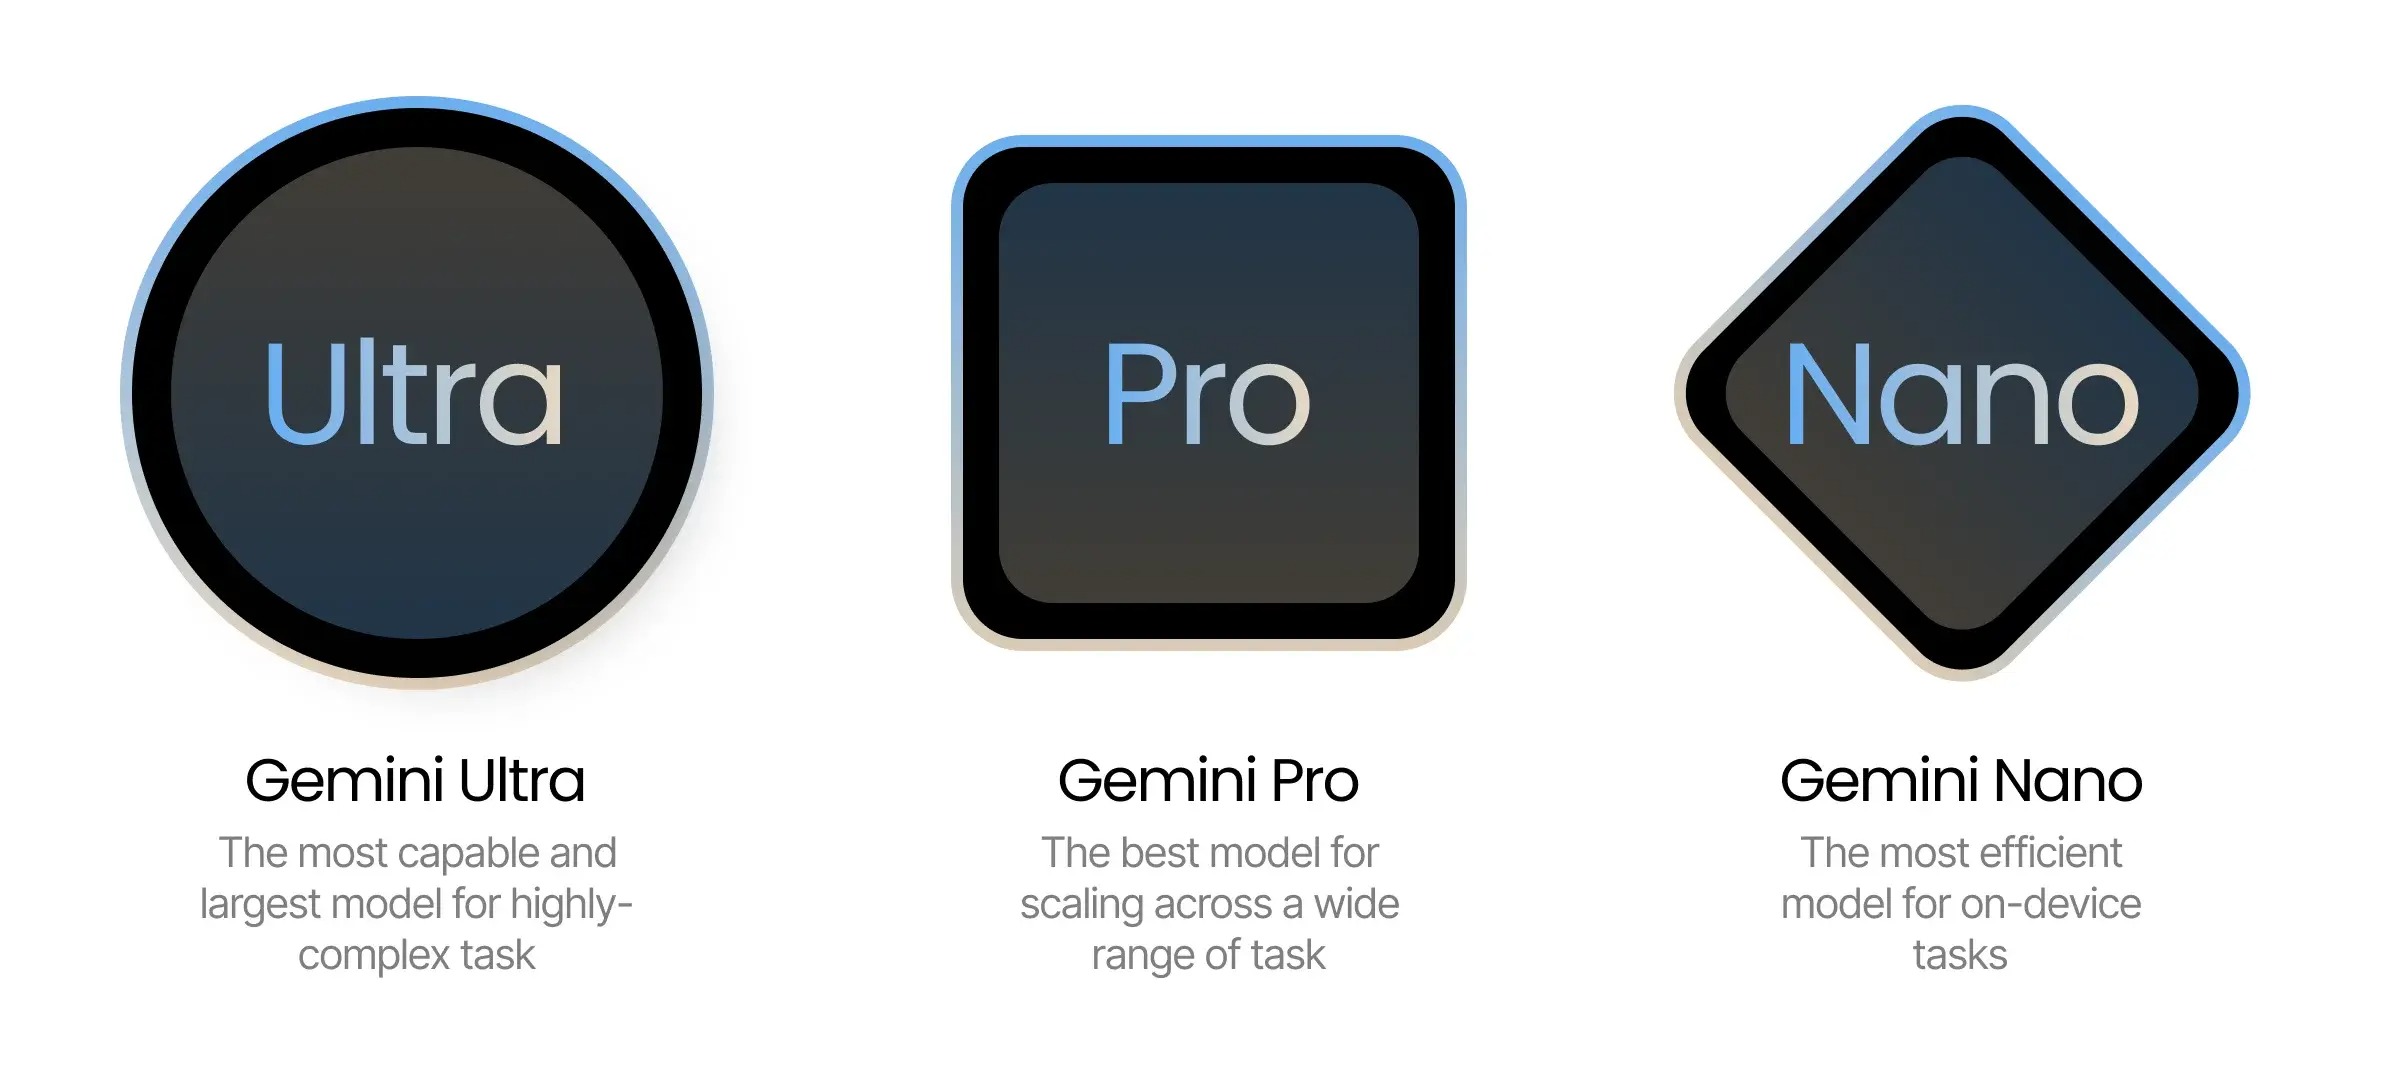 Ultra
Gemini Ultra
The most capable and
largest model for highly-
complex task
Pro
Gemini Pro
The best model for
scaling across a wide
range of task
Nano
Gemini Nano
The most efficient
model for on-device
tasks